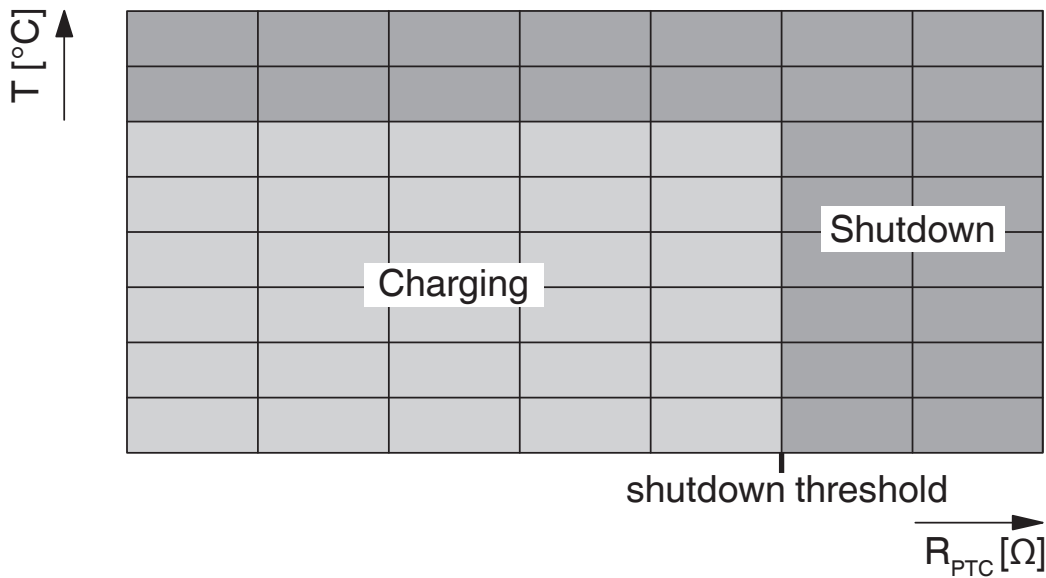 T [°C]
Shutdown
Charging
shutdown threshold
R_PTC [Ω]